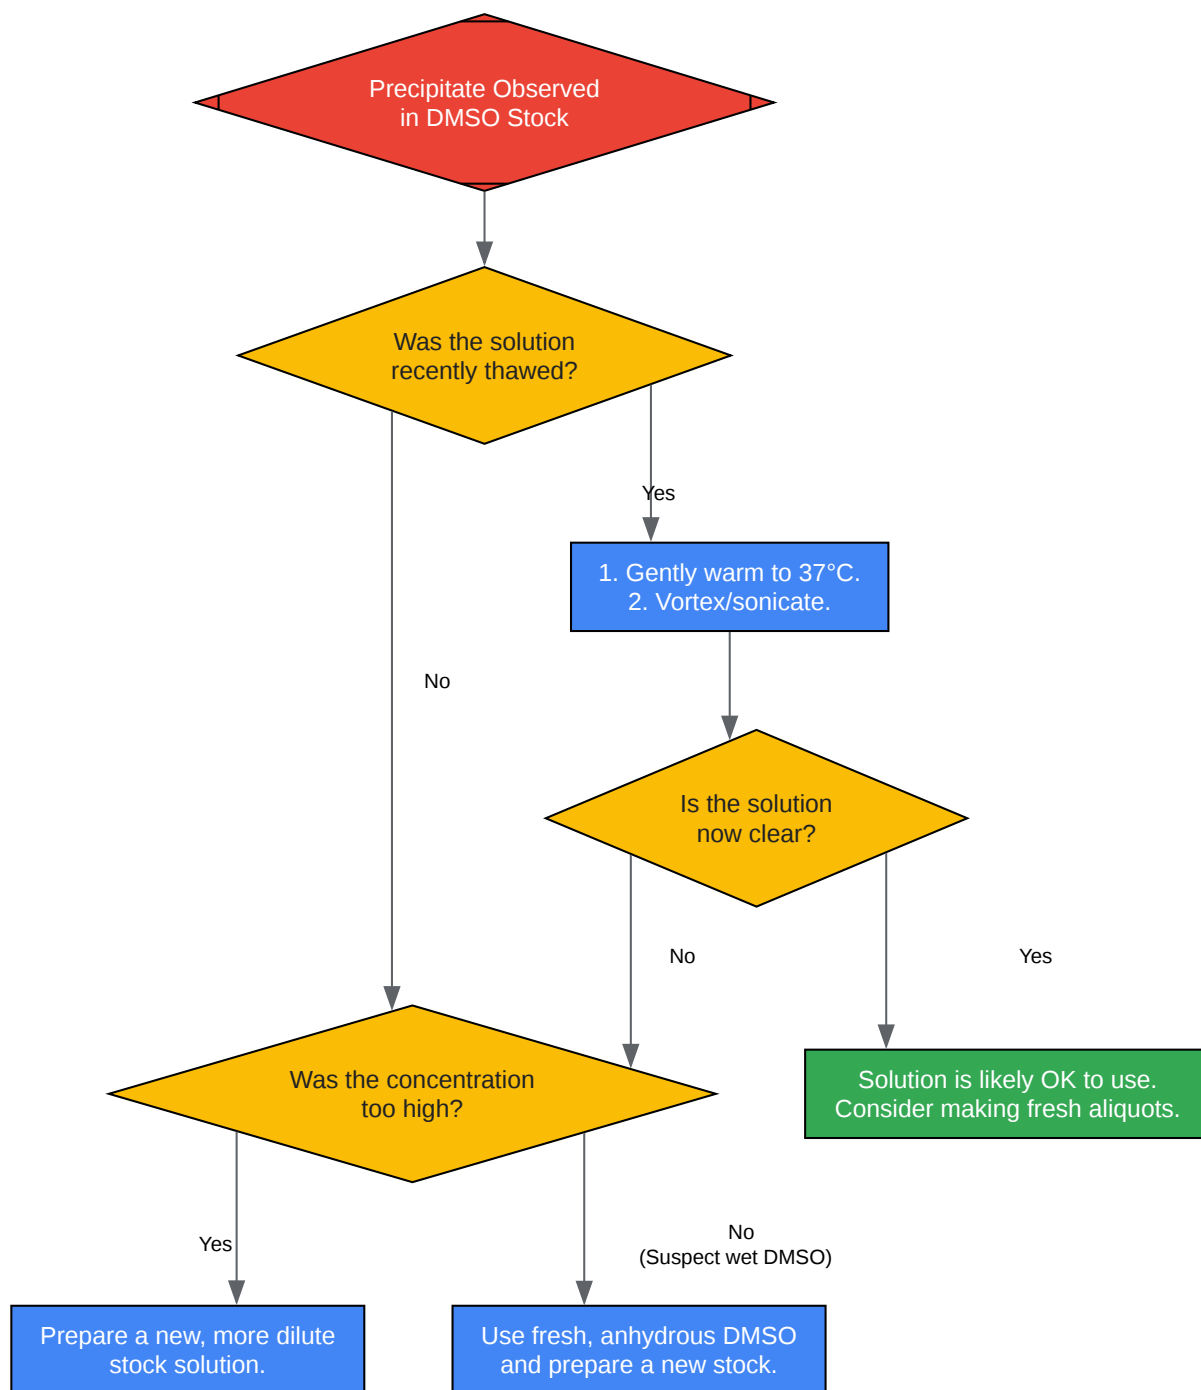 Precipitate Observed
in DMSO Stock
Was the solution
recently thawed?
Yes
1. Gently warm to 37°C.
2. Vortex/sonicate.
No
Is the solution
now clear?
No
Yes
Was the concentration
too high?
Solution is likely OK to use.
Consider making fresh aliquots.
Yes
No
(Suspect wet DMSO)
Prepare a new, more dilute
stock solution.
Use fresh, anhydrous DMSO
and prepare a new stock.